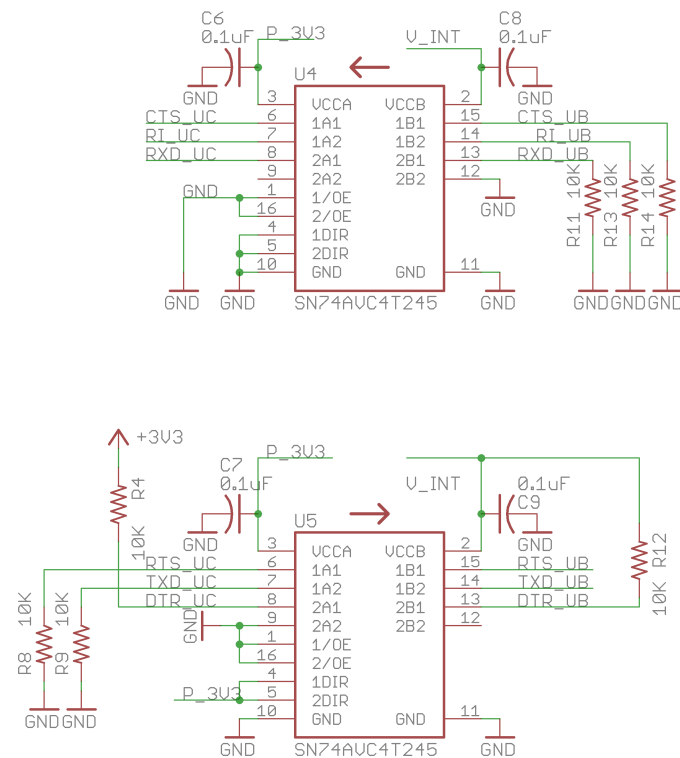 C6
0.1uF
P_3V3
V_INT
C8
0.1uF
U4
GND
GND
3 VCCA VCCB 2
CTS_UC 6 1A1 1B1 15 CTS_UB
RI_UC 7 1A2 1B2 14 RI_UB
RXD_UC 8 2A1 2B1 13 RXD_UB
9 2A2 2B2 12
GND 1 1/OE
16 2/OE
GND
4 1DIR
5 2DIR
10 GND GND 11
R11 10K
R13 10K
R14 10K
GND
GND
SN74AVC4T245
GND
GND
GND
GND
+3V3
R4
10K
C7
0.1uF
P_3V3
V_INT
0.1uF
C9
U5
GND
GND
3 VCCA VCCB 2
RTS_UC 6 1A1 1B1 15 RTS_UB
TXD_UC 7 1A2 1B2 14 TXD_UB
DTR_UC 8 2A1 2B1 13 DTR_UB
GND 9 2A2 2B2 12
1 1/OE
16 2/OE
4 1DIR
P_3V3 5 2DIR
10 GND GND 11
R12
10K
R8 10K
R9 10K
GND
GND
GND
SN74AVC4T245
GND